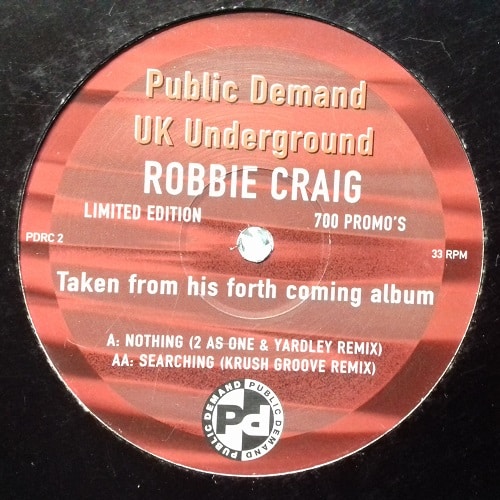 Public Demand
UK Underground
ROBBIE CRAIG
LIMITED EDITION 700 PROMO'S
PDRC 2
33 RPM
Taken from his forth coming album
A: NOTHING (2 AS ONE & YARDLEY REMIX)
AA: SEARCHING (KRUSH GROOVE REMIX)
PUBLIC DEMAND PUBLIC DEMAND
Pd